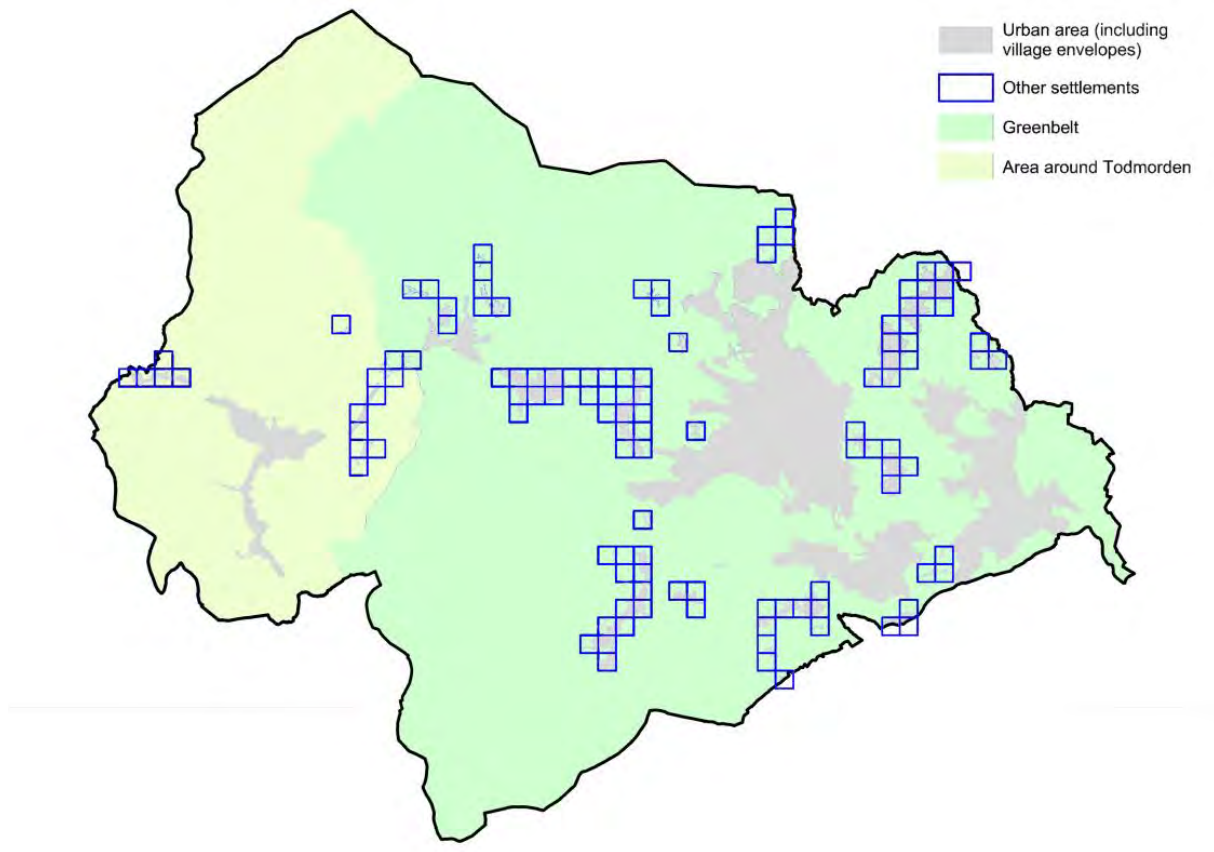 Urban area (including
village envelopes)
Other settlements
Greenbelt
Area around Todmorden